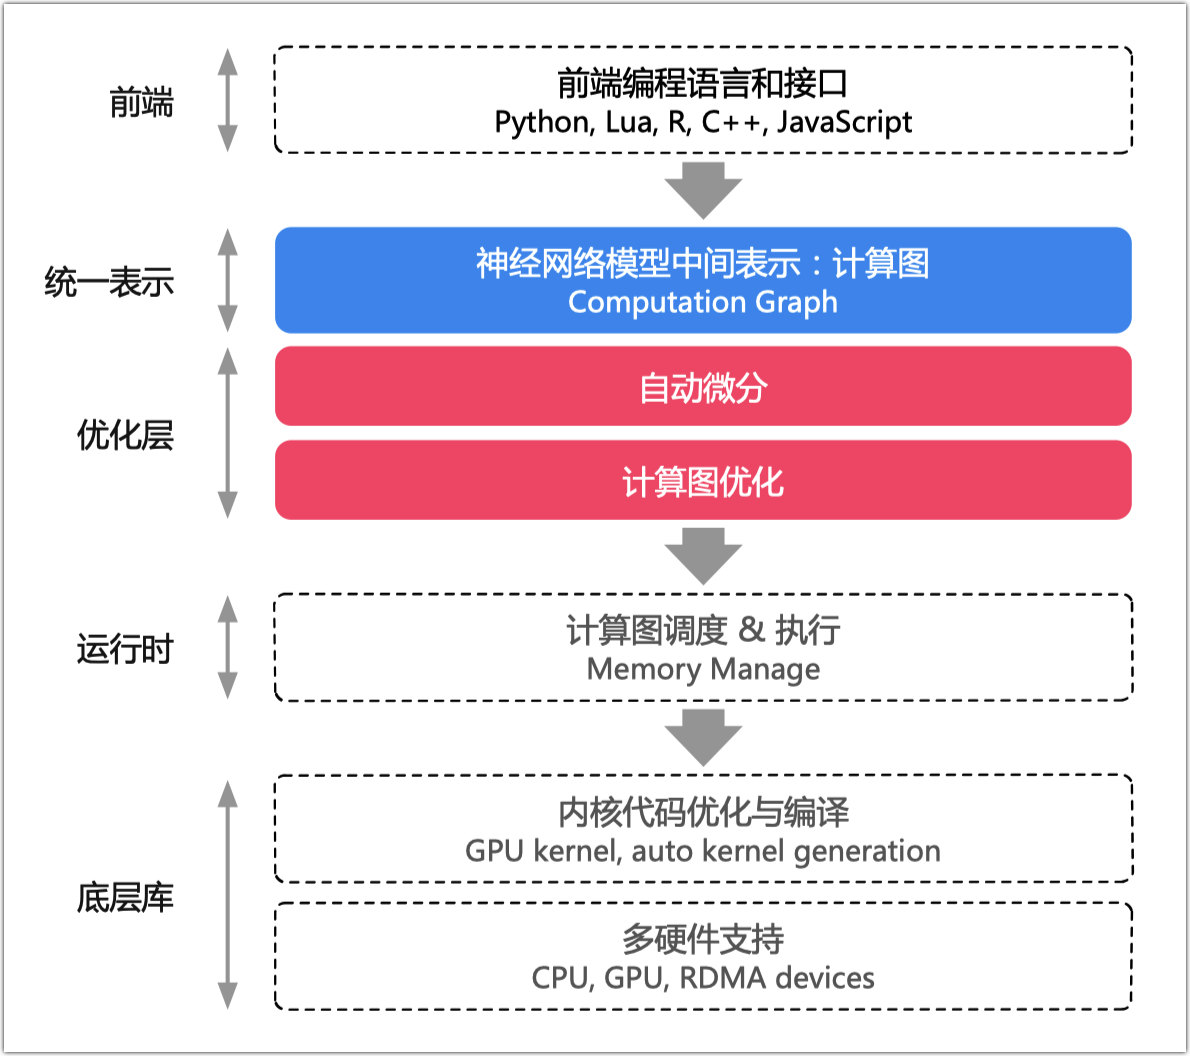 前端
前端编程语言和接口
Python, Lua, R, C++, JavaScript
统一表示
神经网络模型中间表示：计算图
Computation Graph
优化层
自动微分
计算图优化
运行时
计算图调度 & 执行
Memory Manage
底层库
内核代码优化与编译
GPU kernel, auto kernel generation
多硬件支持
CPU, GPU, RDMA devices